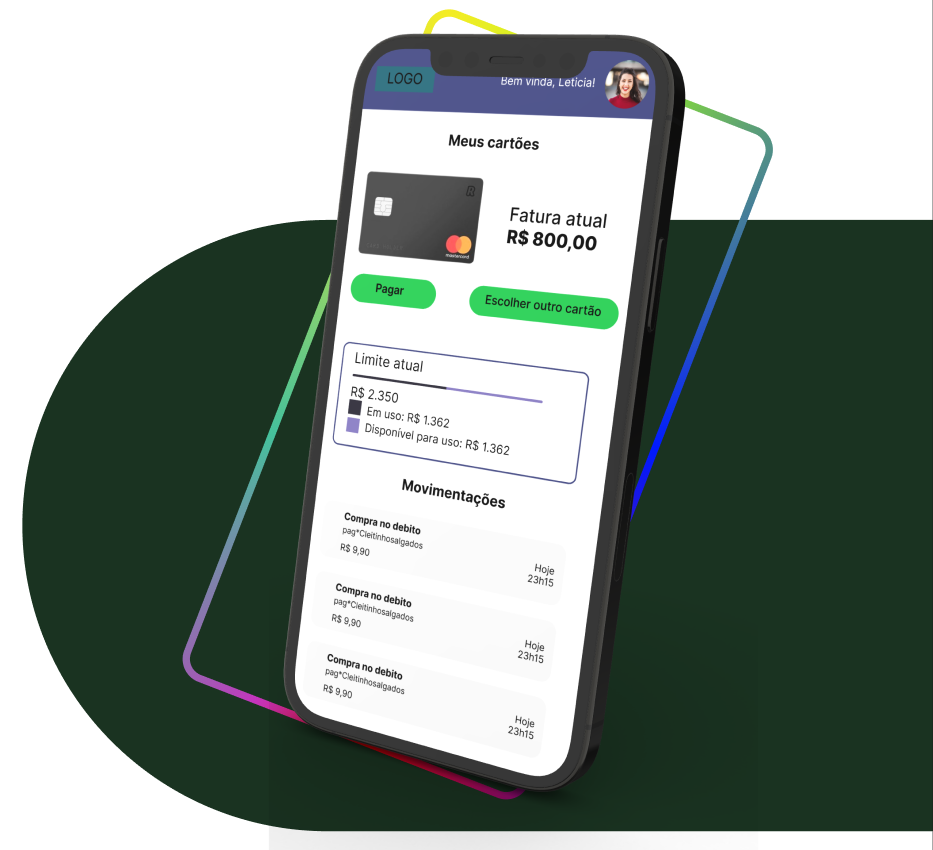 LOGO
Bem vinda, Leticia!
Meus cartões
mastercard
Fatura atual
R$ 800,00
Pagar
Escolher outro cartão
Limite atual
R$ 2.350
Em uso: R$ 1.362
Disponível para uso: R$ 1.362
Movimentações
Compra no debito
pag*Cleitinhosalgados
R$ 9,90
Hoje
23h15
Compra no debito
pag*Cleitinhosalgados
R$ 9,90
Hoje
23h15
Compra no debito
pag*Cleitinhosalgados
R$ 9,90
Hoje
23h15